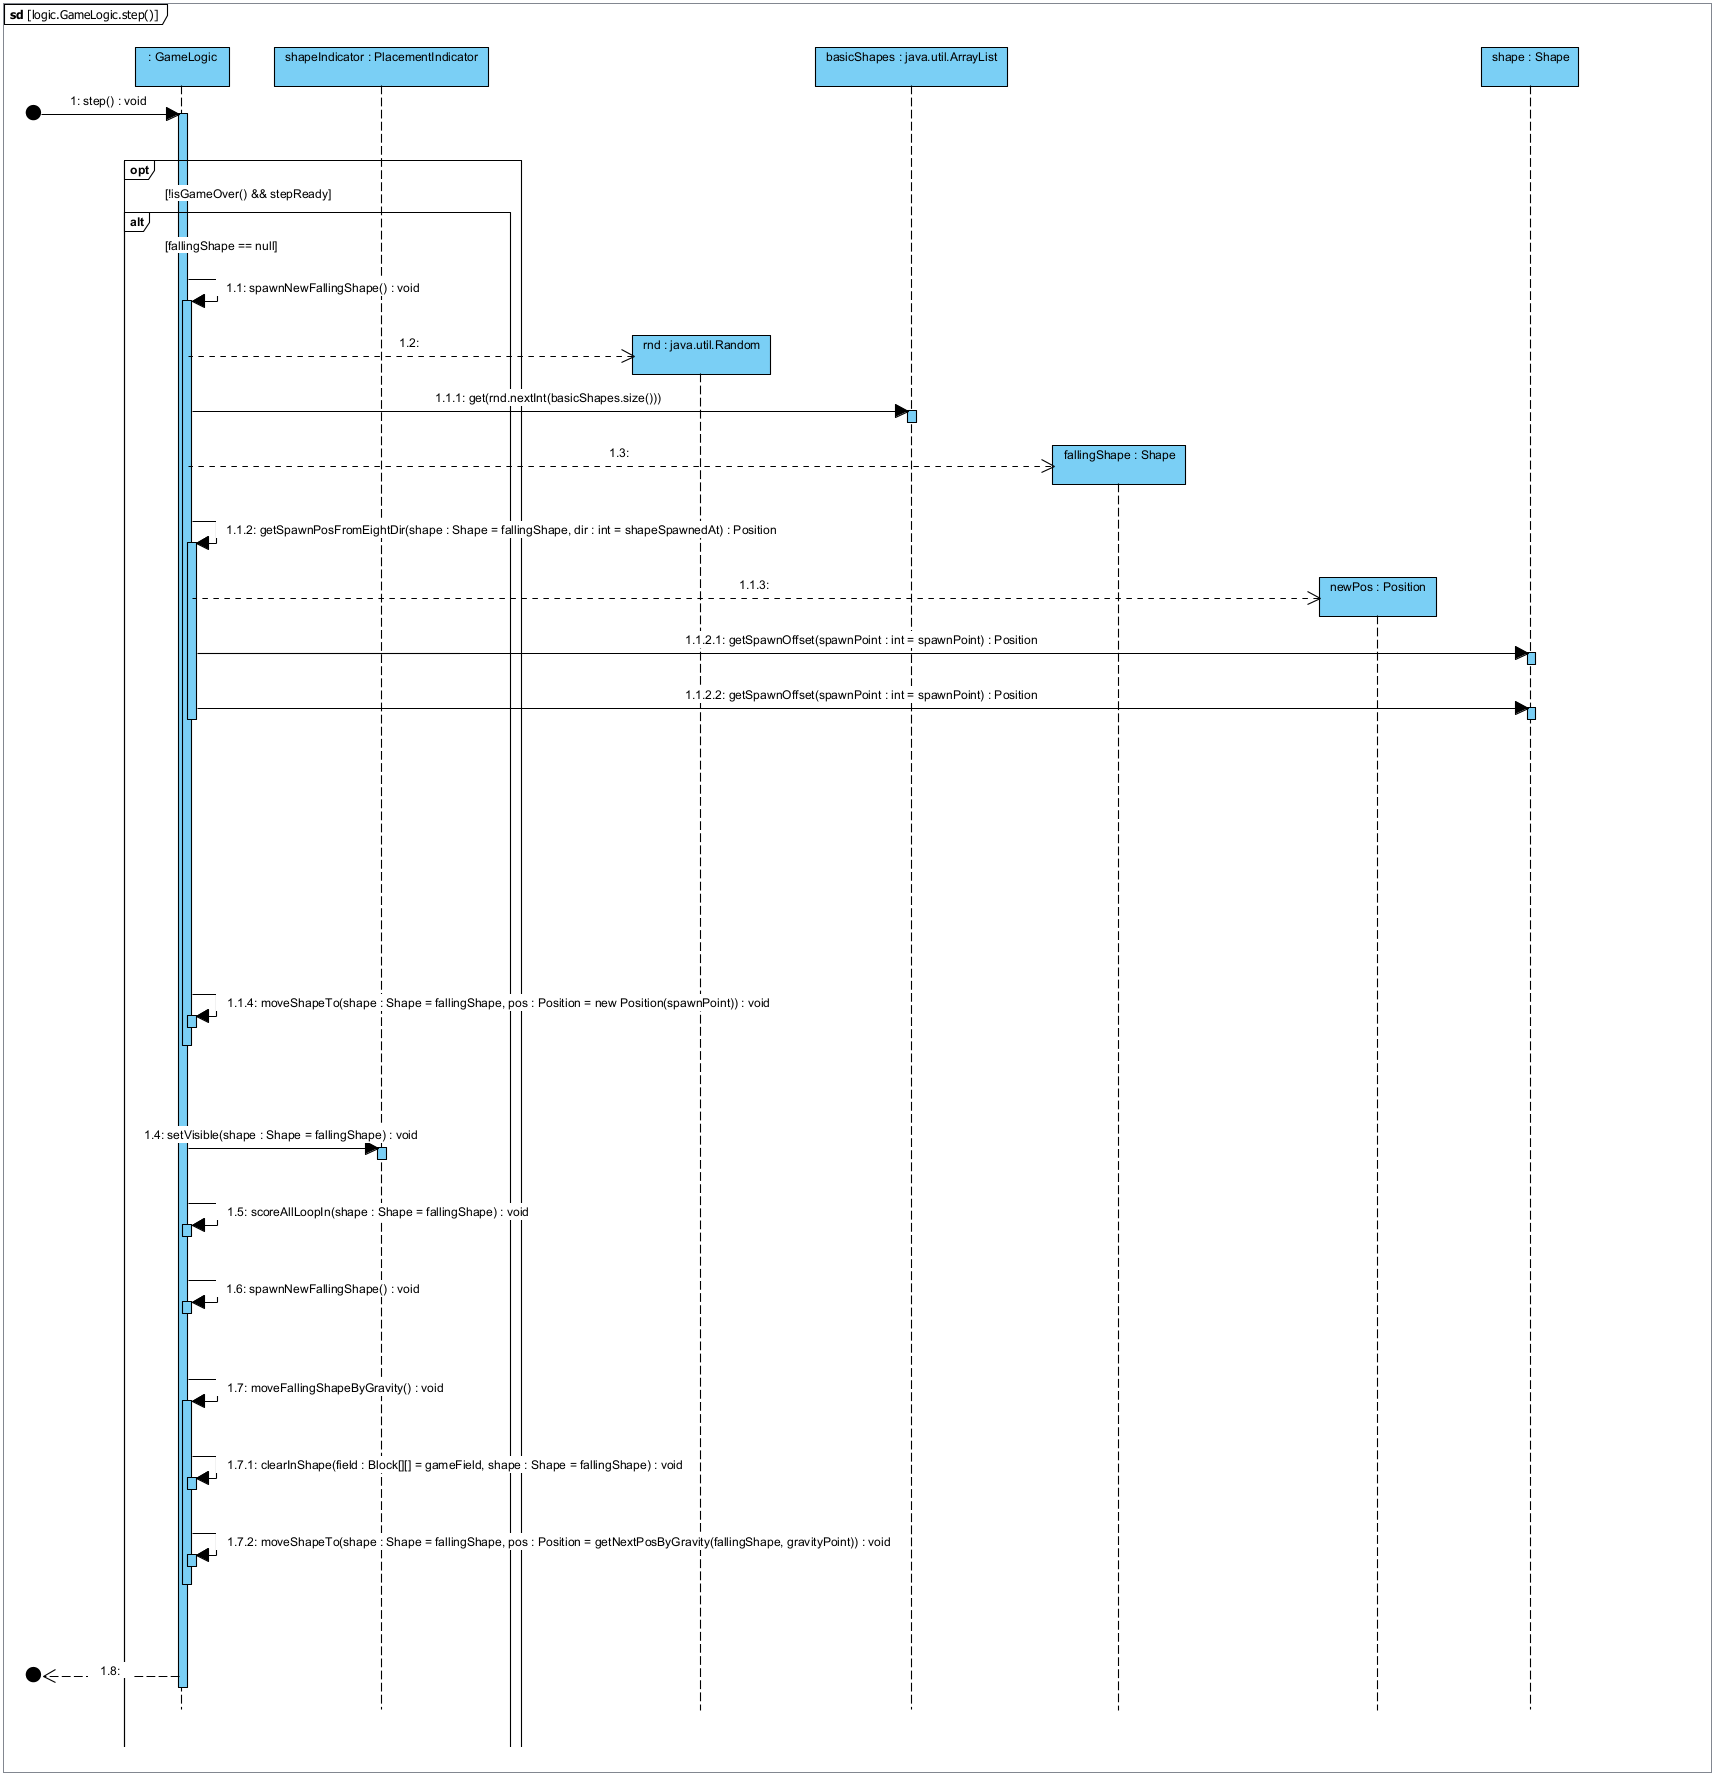 sd [logic.GameLogic.step()]
: GameLogic
shapeIndicator : PlacementIndicator
basicShapes : java.util.ArrayList
shape : Shape
1: step() : void
opt
[!isGameOver() && stepReady]
alt
[fallingShape == null]
1.1: spawnNewFallingShape() : void
1.2:
rnd : java.util.Random
1.1.1: get(rnd.nextInt(basicShapes.size()))
1.3:
fallingShape : Shape
1.1.2: getSpawnPosFromEightDir(shape : Shape = fallingShape, dir : int = shapeSpawnedAt) : Position
1.1.3:
newPos : Position
1.1.2.1: getSpawnOffset(spawnPoint : int = spawnPoint) : Position
1.1.2.2: getSpawnOffset(spawnPoint : int = spawnPoint) : Position
1.1.4: moveShapeTo(shape : Shape = fallingShape, pos : Position = new Position(spawnPoint)) : void
1.4: setVisible(shape : Shape = fallingShape) : void
1.5: scoreAllLoopIn(shape : Shape = fallingShape) : void
1.6: spawnNewFallingShape() : void
1.7: moveFallingShapeByGravity() : void
1.7.1: clearInShape(field : Block[][] = gameField, shape : Shape = fallingShape) : void
1.7.2: moveShapeTo(shape : Shape = fallingShape, pos : Position = getNextPosByGravity(fallingShape, gravityPoint)) : void
1.8: